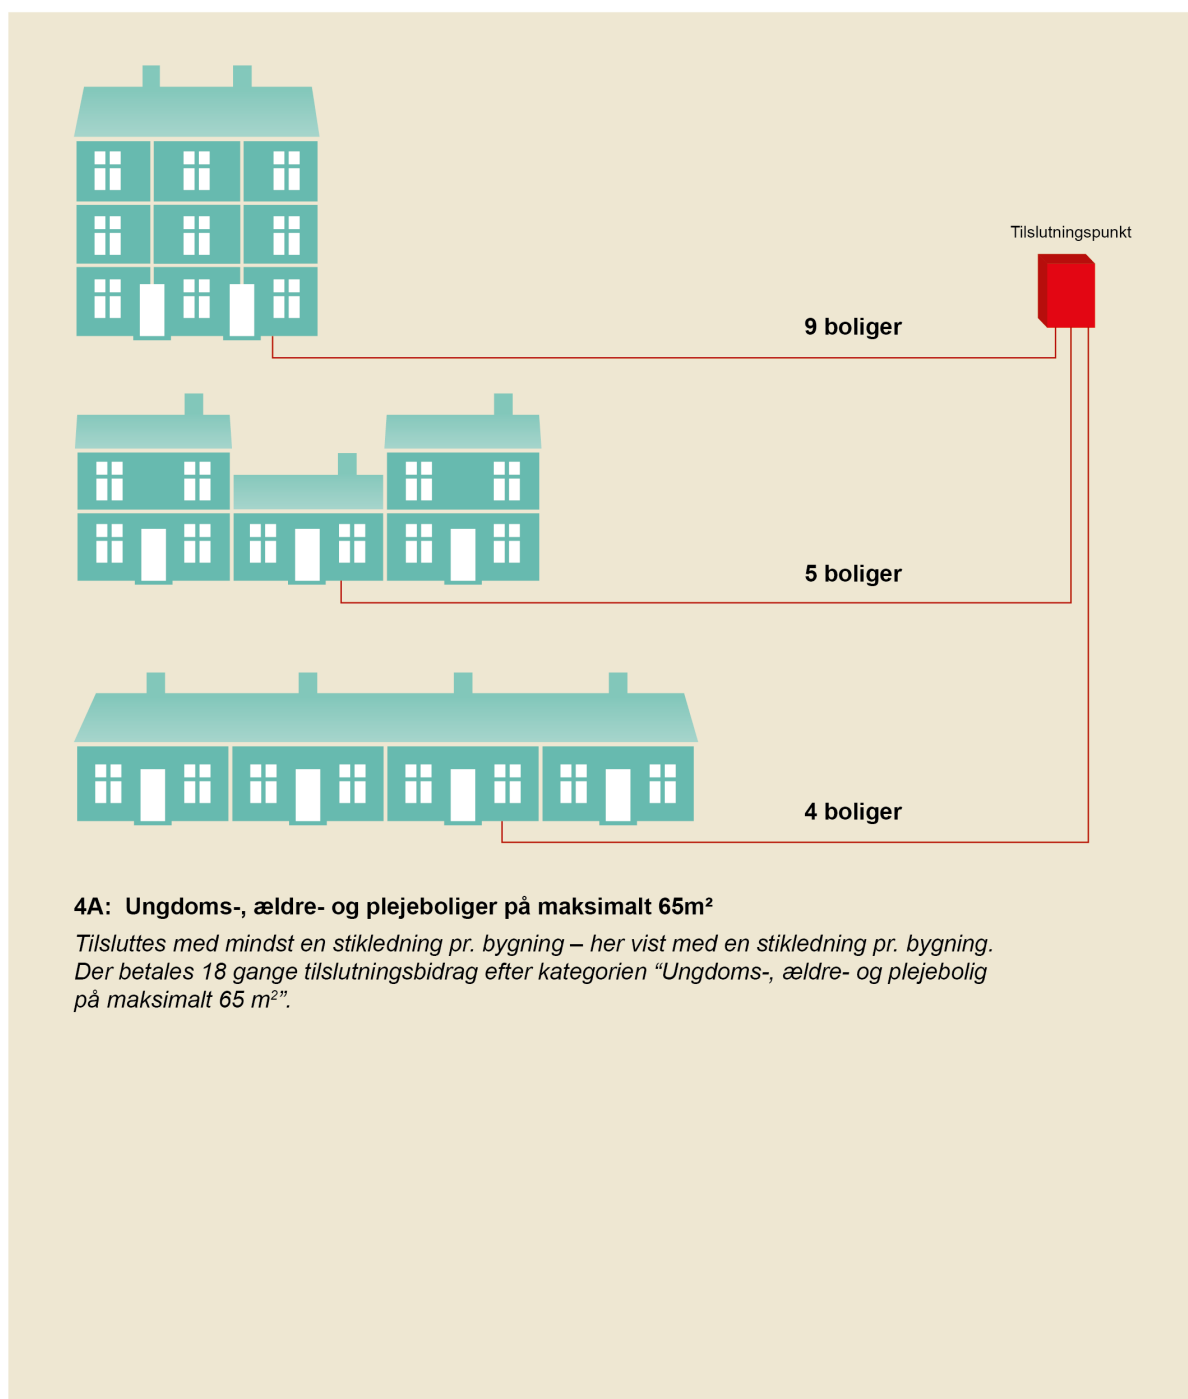 Tilslutningspunkt
9 boliger
5 boliger
4 boliger
4A: Ungdoms-, ældre- og plejeboliger på maksimalt 65m²
Tilsluttes med mindst en stikledning pr. bygning – her vist med en stikledning pr. bygning.
Der betales 18 gange tilslutningsbidrag efter kategorien “Ungdoms-, ældre- og plejebolig
på maksimalt 65 m²”.